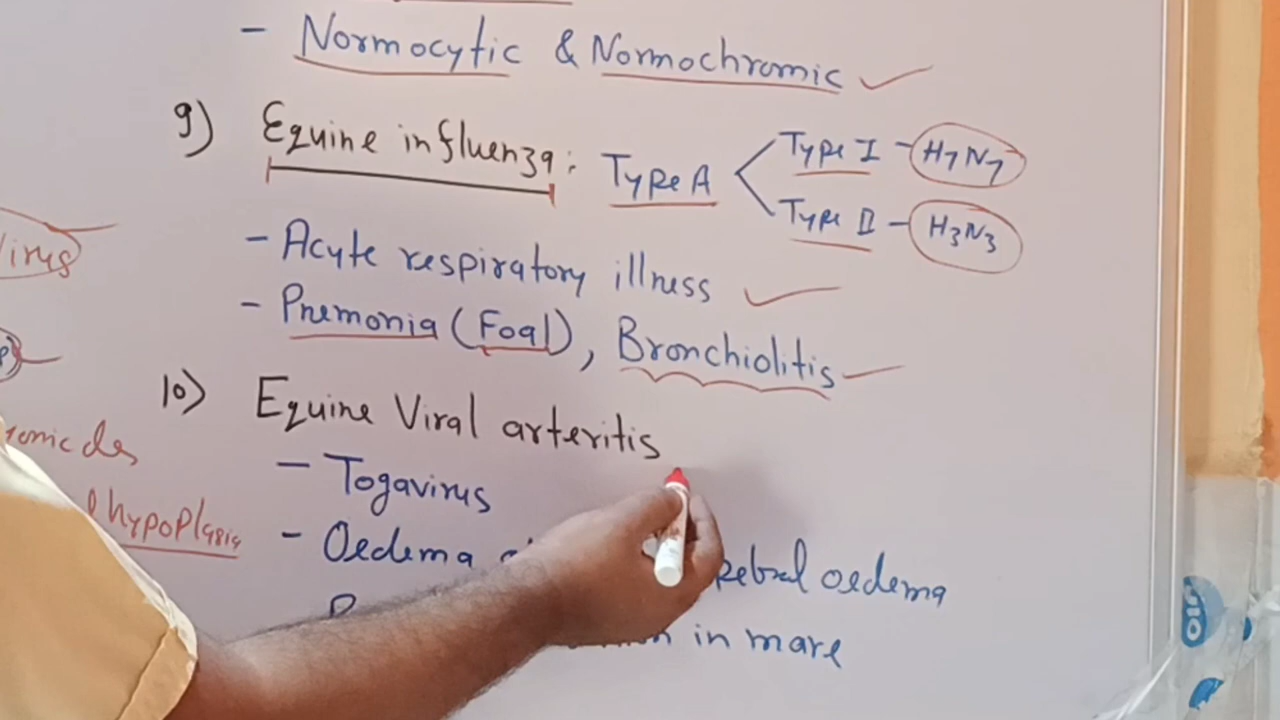 - Normocytic & Normochromic
9) Equine influenza: Type A Type I - H7N7
Type II - H3N3
virus
- Acute respiratory illness
- Pnemonia (Foal), Bronchiolitis
10) Equine Viral arteritis
- Togavirus
hypoplasia
- Oedema oedema
in mare